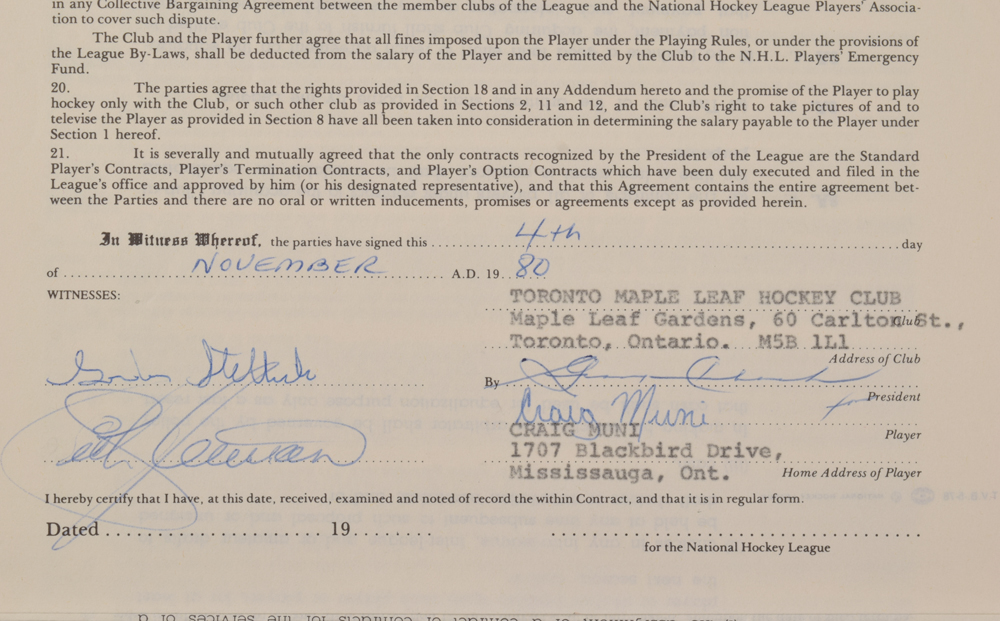 in any Collective Bargaining Agreement between the member clubs of the League and the National Hockey League Players' Associa-
tion to cover such dispute.
The Club and the Player further agree that all fines imposed upon the Player under the Playing Rules, or under the provisions of
the League By-Laws, shall be deducted from the salary of the Player and be remitted by the Club to the N.H.L. Players' Emergency
Fund.
20. The parties agree that the rights provided in Section 18 and in any Addendum hereto and the promise of the Player to play
hockey only with the Club, or such other club as provided in Sections 2, 11 and 12, and the Club's right to take pictures of and to
televise the Player as provided in Section 8 have all been taken into consideration in determining the salary payable to the Player under
Section 1 hereof.
21. It is severally and mutually agreed that the only contracts recognized by the President of the League are the Standard
Player's Contracts, Player's Termination Contracts, and Player's Option Contracts which have been duly executed and filed in the
League's office and approved by him (or his designated representative), and that this Agreement contains the entire agreement bet-
ween the Parties and there are no oral or written inducements, promises or agreements except as provided herein.
In Witness Whereof, the parties have signed this 4th day
of NOVEMBER A.D. 19 80
WITNESSES:
TORONTO MAPLE LEAF HOCKEY CLUB
Maple Leaf Gardens, 60 Carlton St.,
Club
Toronto, Ontario. M5B 1L1
Address of Club
By
President
Craig Muni
CRAIG MUNI
Player
1707 Blackbird Drive,
Mississauga, Ont. Home Address of Player
I hereby certify that I have, at this date, received, examined and noted of record the within Contract, and that it is in regular form.
Dated 19
for the National Hockey League